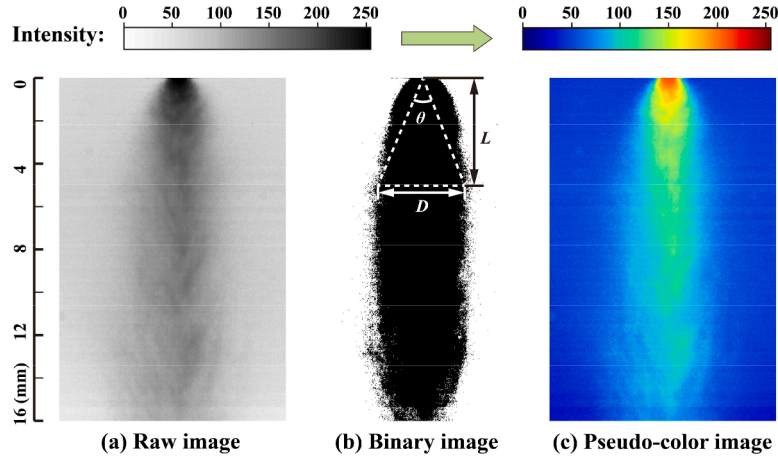 0 50 100 150 200 250
0 50 100 150 200 250
Intensity:
0
4
8
12
16 (mm)
θ
L
D
(a) Raw image
(b) Binary image
(c) Pseudo-color image